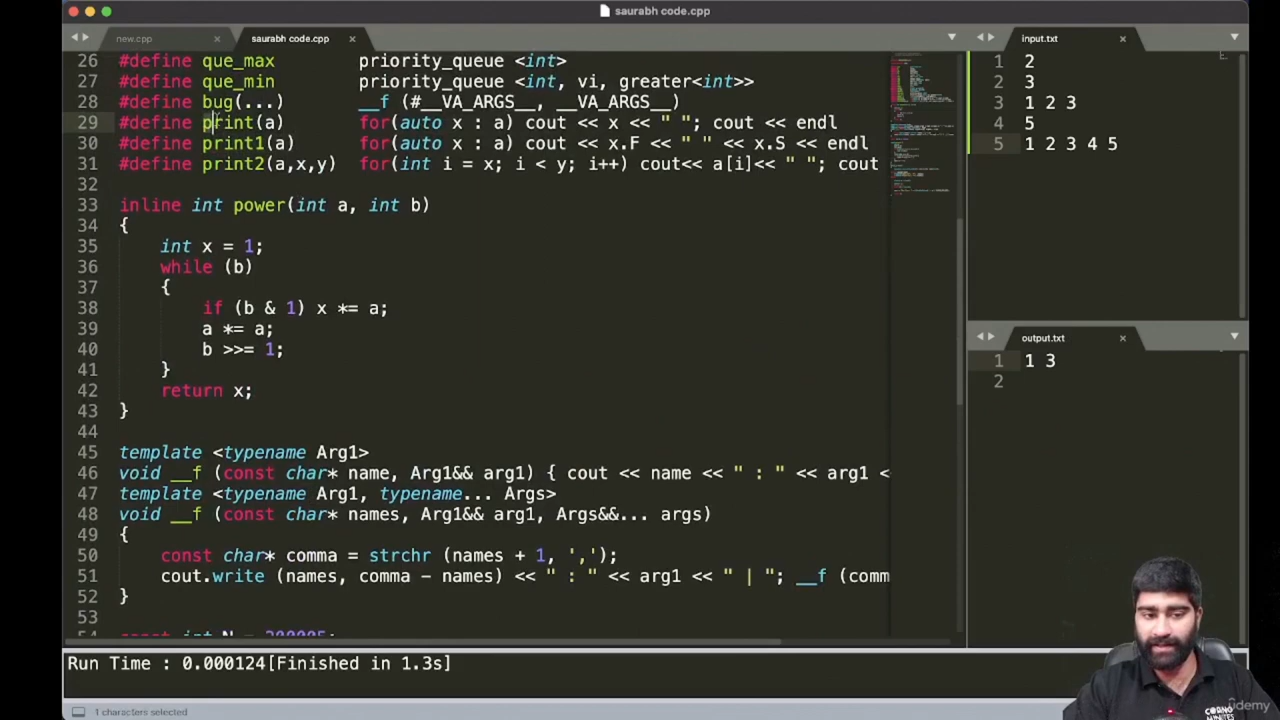 saurabh code.cpp
new.cpp
saurabh code.cpp
26 #define que_max priority_queue <int>
27 #define que_min priority_queue <int, vi, greater<int>>
28 #define bug(...) __f (#__VA_ARGS__, __VA_ARGS__)
29 #define print(a) for(auto x : a) cout << x << " "; cout << endl
30 #define print1(a) for(auto x : a) cout << x.F << " " << x.S << endl
31 #define print2(a,x,y) for(int i = x; i < y; i++) cout<< a[i]<< " "; cout
32
33 inline int power(int a, int b)
34 {
35 int x = 1;
36 while (b)
37 {
38 if (b & 1) x *= a;
39 a *= a;
40 b >>= 1;
41 }
42 return x;
43 }
44
45 template <typename Arg1>
46 void __f (const char* name, Arg1&& arg1) { cout << name << " : " << arg1 <
47 template <typename Arg1, typename... Args>
48 void __f (const char* names, Arg1&& arg1, Args&&... args)
49 {
50 const char* comma = strchr (names + 1, ',');
51 cout.write (names, comma - names) << " : " << arg1 << " | "; __f (comm
52 }
53
54 const int N = 200005;
input.txt
1 2
2 3
3 1 2 3
4 5
5 1 2 3 4 5
output.txt
1 1 3
2
Run Time : 0.000124[Finished in 1.3s]
1 characters selected
CODING MINUTES
udemy